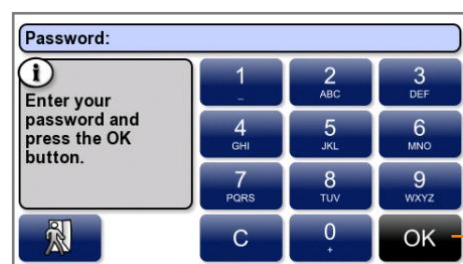 Password:
i
Enter your
password and
press the OK
button.
1
_
2
ABC
3
DEF
4
GHI
5
JKL
6
MNO
7
PQRS
8
TUV
9
WXYZ
C
0
+
OK